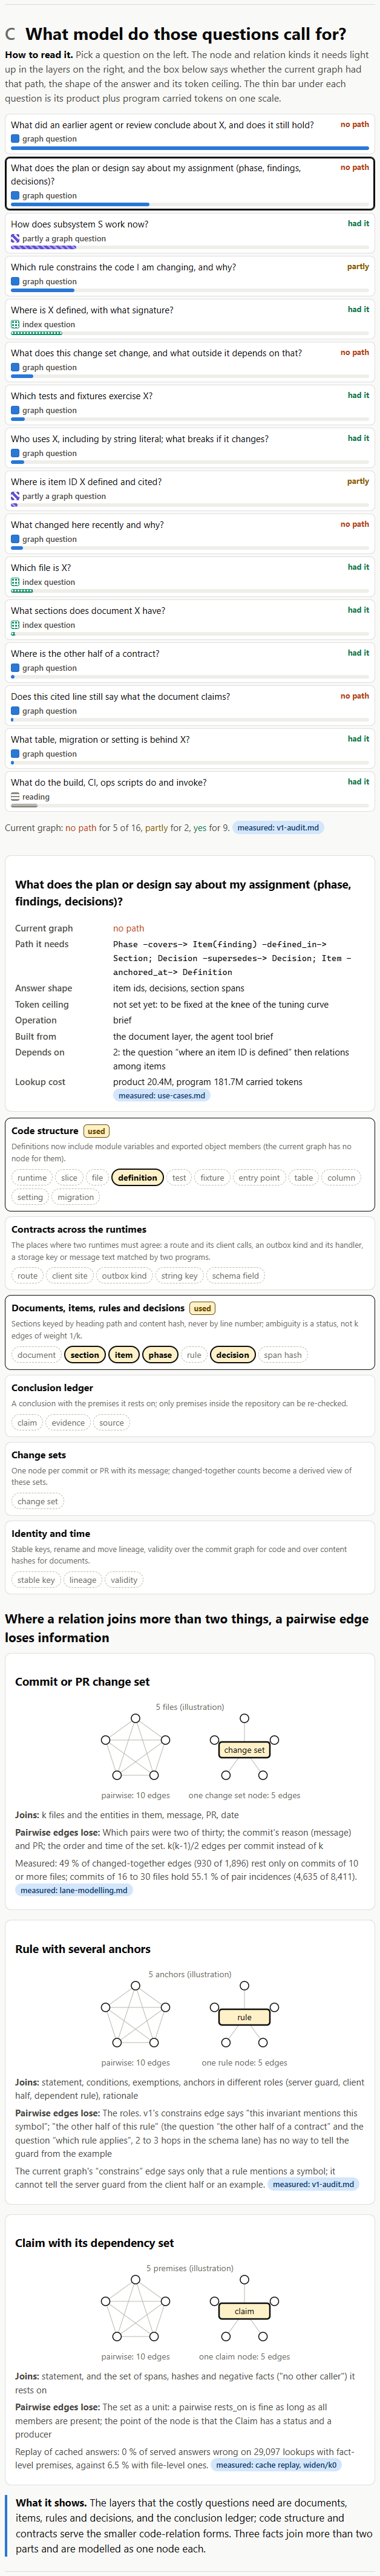 C What model do those questions call for?
How to read it. Pick a question on the left. The node and relation kinds it needs light
up in the layers on the right, and the box below says whether the current graph had
that path, the shape of the answer and its token ceiling. The thin bar under each
question is its product plus program carried tokens on one scale.
What did an earlier agent or review conclude about X, and does it still hold? no path
graph question
What does the plan or design say about my assignment (phase, findings, no path
decisions)?
graph question
How does subsystem S work now? had it
partly a graph question
Which rule constrains the code I am changing, and why? partly
graph question
Where is X defined, with what signature? had it
index question
What does this change set change, and what outside it depends on that? no path
graph question
Which tests and fixtures exercise X? had it
graph question
Who uses X, including by string literal; what breaks if it changes? had it
graph question
Where is item ID X defined and cited? partly
partly a graph question
What changed here recently and why? no path
graph question
Which file is X? had it
index question
What sections does document X have? had it
index question
Where is the other half of a contract? had it
graph question
Does this cited line still say what the document claims? no path
graph question
What table, migration or setting is behind X? had it
graph question
What do the build, CI, ops scripts do and invoke? had it
reading
Current graph: no path for 5 of 16, partly for 2, yes for 9. measured: v1-audit.md
What does the plan or design say about my assignment (phase,
findings, decisions)?
Current graph no path
Path it needs Phase -covers-> Item(finding) -defined_in->
Section; Decision -supersedes-> Decision; Item -
anchored_at-> Definition
Answer shape item ids, decisions, section spans
Token ceiling not set yet: to be fixed at the knee of the tuning curve
Operation brief
Built from the document layer, the agent tool brief
Depends on 2: the question "where an item ID is defined" then relations
among items
Lookup cost product 20.4M, program 181.7M carried tokens
measured: use-cases.md
Code structure used
Definitions now include module variables and exported object members (the current graph has no
node for them).
runtime slice file definition test fixture entry point table column
setting migration
Contracts across the runtimes
The places where two runtimes must agree: a route and its client calls, an outbox kind and its handler,
a storage key or message text matched by two programs.
route client site outbox kind string key schema field
Documents, items, rules and decisions used
Sections keyed by heading path and content hash, never by line number; ambiguity is a status, not k
edges of weight 1/k.
document section item phase rule decision span hash
Conclusion ledger
A conclusion with the premises it rests on; only premises inside the repository can be re-checked.
claim evidence source
Change sets
One node per commit or PR with its message; changed-together counts become a derived view of
these sets.
change set
Identity and time
Stable keys, rename and move lineage, validity over the commit graph for code and over content
hashes for documents.
stable key lineage validity
Where a relation joins more than two things, a pairwise edge
loses information
Commit or PR change set
5 files (illustration)
change set
pairwise: 10 edges one change set node: 5 edges
Joins: k files and the entities in them, message, PR, date
Pairwise edges lose: Which pairs were two of thirty; the commit's reason (message)
and PR; the order and time of the set. k(k-1)/2 edges per commit instead of k
Measured: 49 % of changed-together edges (930 of 1,896) rest only on commits of 10
or more files; commits of 16 to 30 files hold 55.1 % of pair incidences (4,635 of 8,411).
measured: lane-modelling.md
Rule with several anchors
5 anchors (illustration)
rule
pairwise: 10 edges one rule node: 5 edges
Joins: statement, conditions, exemptions, anchors in different roles (server guard, client
half, dependent rule), rationale
Pairwise edges lose: The roles. v1's constrains edge says "this invariant mentions this
symbol"; "the other half of this rule" (the question "the other half of a contract" and the
question "which rule applies", 2 to 3 hops in the schema lane) has no way to tell the
guard from the example
The current graph's "constrains" edge says only that a rule mentions a symbol; it
cannot tell the server guard from the client half or an example. measured: v1-audit.md
Claim with its dependency set
5 premises (illustration)
claim
pairwise: 10 edges one claim node: 5 edges
Joins: statement, and the set of spans, hashes and negative facts ("no other caller") it
rests on
Pairwise edges lose: The set as a unit: a pairwise rests_on is fine as long as all
members are present; the point of the node is that the Claim has a status and a
producer
Replay of cached answers: 0 % of served answers wrong on 29,097 lookups with fact-
level premises, against 6.5 % with file-level ones. measured: cache replay, widen/k0
What it shows. The layers that the costly questions need are documents,
items, rules and decisions, and the conclusion ledger; code structure and
contracts serve the smaller code-relation forms. Three facts join more than two
parts and are modelled as one node each.